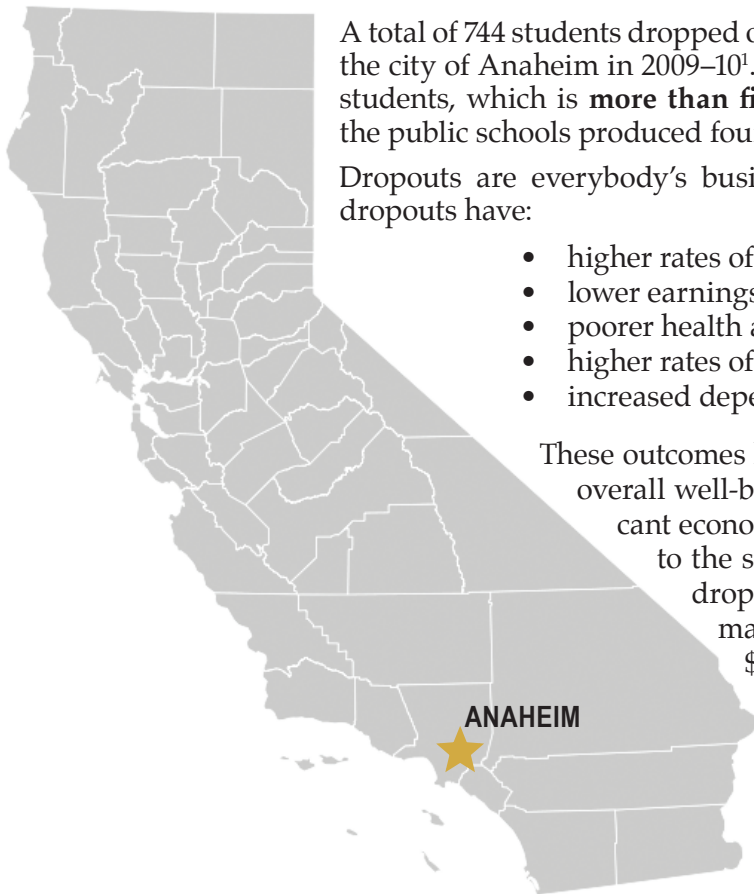 A total of 744 students dropped o
the city of Anaheim in 2009–10¹.
students, which is more than fi
the public schools produced fou
Dropouts are everybody’s busi
dropouts have:
• higher rates of
• lower earnings
• poorer health a
• higher rates of
• increased depe
These outcomes
overall well-b
cant econo
to the s
drop
ma
$
ANAHEIM